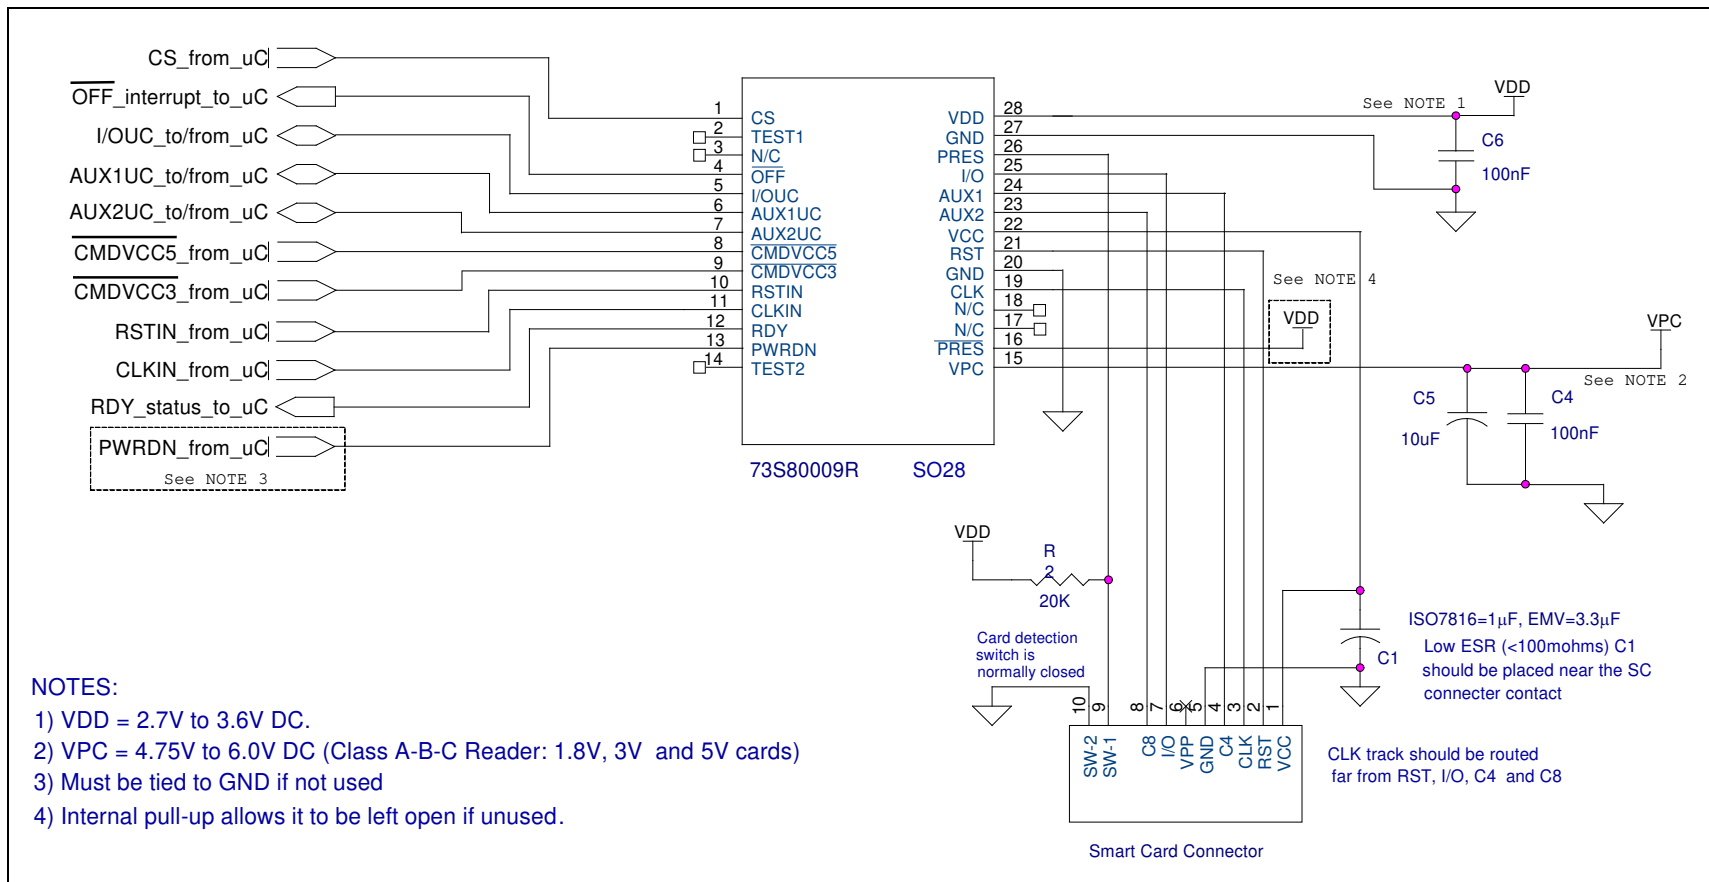 CS_from_uC
OFF_interrupt_to_uC
I/OUC_to/from_uC
AUX1UC_to/from_uC
AUX2UC_to/from_uC
CMDVCC5_from_uC
CMDVCC3_from_uC
RSTIN_from_uC
CLKIN_from_uC
RDY_status_to_uC
PWRDN_from_uC
See NOTE 3
1 CS
2 TEST1
3 N/C
4 OFF
5 I/OUC
6 AUX1UC
7 AUX2UC
8 CMDVCC5
9 CMDVCC3
10 RSTIN
11 CLKIN
12 RDY
13 PWRDN
14 TEST2
VDD 28
GND 27
PRES 26
I/O 25
AUX1 24
AUX2 23
VCC 22
RST 21
GND 20
CLK 19
N/C 18
N/C 17
PRES 16
VPC 15
73S80009R SO28
See NOTE 1
VDD
C6
100nF
See NOTE 4
VDD
VPC
See NOTE 2
C5
10uF
C4
100nF
VDD
R
2
20K
Card detection
switch is
normally closed
ISO7816=1µF, EMV=3.3µF
Low ESR (<100mohms) C1
should be placed near the SC
connecter contact
C1
10 9 8 7 6 5 4 3 2 1
SW-2 SW-1 C8 I/O VPP GND C4 CLK RST VCC
CLK track should be routed
far from RST, I/O, C4 and C8
Smart Card Connector
NOTES:
1) VDD = 2.7V to 3.6V DC.
2) VPC = 4.75V to 6.0V DC (Class A-B-C Reader: 1.8V, 3V and 5V cards)
3) Must be tied to GND if not used
4) Internal pull-up allows it to be left open if unused.